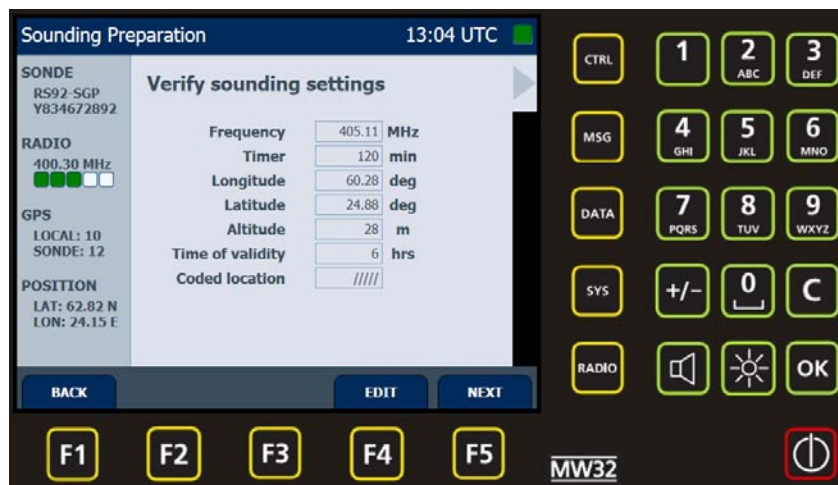 Sounding Preparation 13:04 UTC
SONDE
RS92-SGP
Y834672892
RADIO
400.30 MHz
GPS
LOCAL: 10
SONDE: 12
POSITION
LAT: 62.82 N
LON: 24.15 E
Verify sounding settings
Frequency 405.11 MHz
Timer 120 min
Longitude 60.28 deg
Latitude 24.88 deg
Altitude 28 m
Time of validity 6 hrs
Coded location /////
BACK EDIT NEXT
F1 F2 F3 F4 F5
CTRL 1 2 ABC 3 DEF
MSG 4 GHI 5 JKL 6 MNO
DATA 7 PQRS 8 TUV 9 WXYZ
SYS +/- 0 C
RADIO OK
MW32